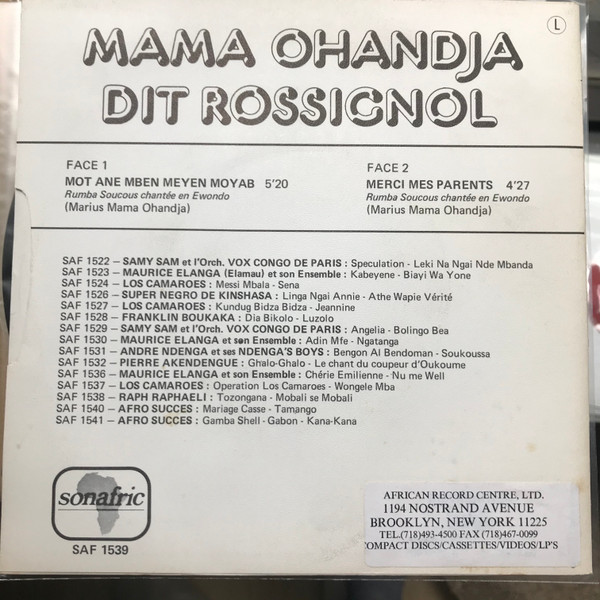 L
MAMA OHANDJA
DIT ROSSIGNOL
FACE 1
MOT ANE MBEN MEYEN MOYAB 5'20
Rumba Soucous chantée en Ewondo
(Marius Mama Ohandja)
FACE 2
MERCI MES PARENTS 4'27
Rumba Soucous chantée en Ewondo
(Marius Mama Ohandja)
SAF 1522 – SAMY SAM et l'Orch. VOX CONGO DE PARIS : Speculation - Leki Na Ngai Nde Mbanda
SAF 1523 – MAURICE ELANGA (Elamau) et son Ensemble : Kabeyene - Biayi Wa Yone
SAF 1524 – LOS CAMAROES : Messi Mbala - Sena
SAF 1526 – SUPER NEGRO DE KINSHASA : Linga Ngai Annie - Athe Wapie Vérité
SAF 1527 – LOS CAMAROES : Kundug Bidza Bidza - Jeannine
SAF 1528 – FRANKLIN BOUKAKA : Dia Bikolo - Luzolo
SAF 1529 – SAMY SAM et l'Orch. VOX CONGO DE PARIS : Angelia - Bolingo Bea
SAF 1530 – MAURICE ELANGA et son Ensemble : Adin Mfe - Ngatanga
SAF 1531 – ANDRE NDENGA et ses NDENGA'S BOYS : Bengon Al Bendoman - Soukoussa
SAF 1532 – PIERRE AKENDENGUE : Ghalo-Ghalo - Le chant du coupeur d'Okoume
SAF 1536 – MAURICE ELANGA et son Ensemble : Chérie Emilienne - Nu me Well
SAF 1537 – LOS CAMAROES : Operation Los Camaroes - Wongele Mba
SAF 1538 – RAPH RAPHAELI : Tozongana - Mobali se Mobali
SAF 1540 – AFRO SUCCES : Mariage Casse - Tamango
SAF 1541 – AFRO SUCCES : Gamba Shell - Gabon - Kana-Kana
sonafric
SAF 1539
AFRICAN RECORD CENTRE, LTD.
1194 NOSTRAND AVENUE
BROOKLYN, NEW YORK 11225
TEL.(718)493-4500 FAX (718)467-0099
COMPACT DISCS/CASSETTES/VIDEOS/LP'S